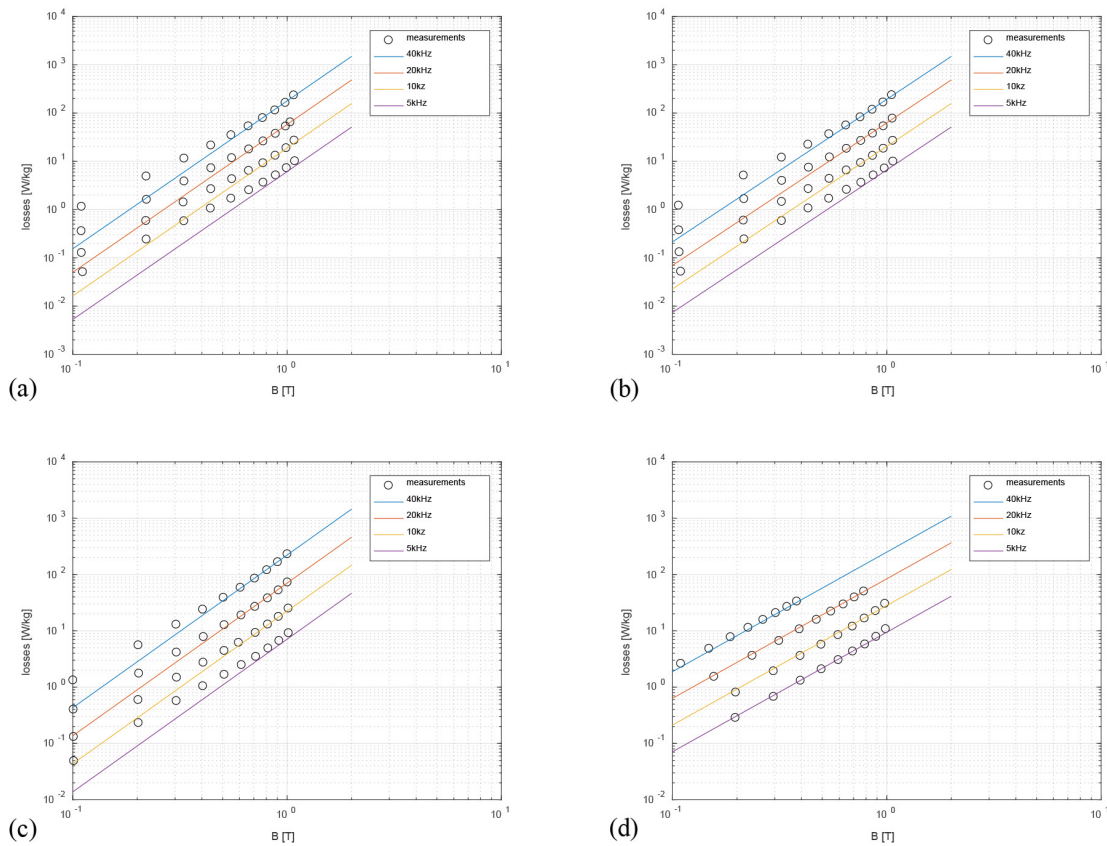 10^4
10^3
10^2
10^1
10^0
10^-1
10^-2
10^-3
losses [W/kg]
10^-1
10^0
10^1
B [T]
measurements
40kHz
20kHz
10kHz
5kHz
(a)
10^4
10^3
10^2
10^1
10^0
10^-1
10^-2
10^-3
losses [W/kg]
10^-1
10^0
10^1
B [T]
measurements
40kHz
20kHz
10kHz
5kHz
(b)
10^4
10^3
10^2
10^1
10^0
10^-1
10^-2
losses [W/kg]
10^-1
10^0
10^1
B [T]
measurements
40kHz
20kHz
10kz
5kHz
(c)
10^4
10^3
10^2
10^1
10^0
10^-1
10^-2
losses [W/kg]
10^-1
10^0
10^1
B [T]
measurements
40kHz
20kHz
10kHz
5kHz
(d)